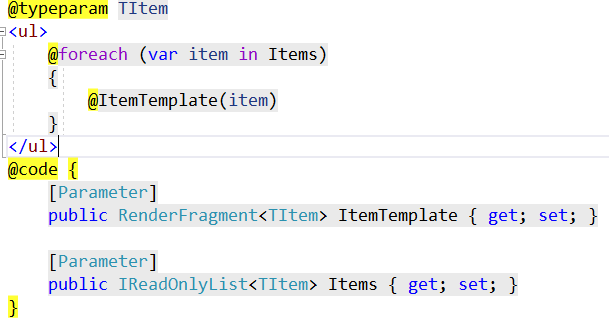 @typeparam TItem
<ul>
    @foreach (var item in Items)
    {
        @ItemTemplate(item)
    }
</ul>
@code {
    [Parameter]
    public RenderFragment<TItem> ItemTemplate { get; set; }

    [Parameter]
    public IReadOnlyList<TItem> Items { get; set; }
}